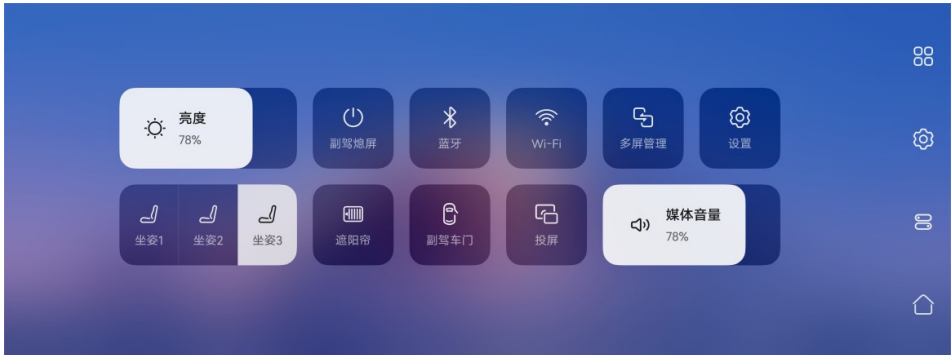 亮度
78%
副驾熄屏
蓝牙
Wi-Fi
多屏管理
设置
坐姿1
坐姿2
坐姿3
遮阳帘
副驾车门
投屏
媒体音量
78%